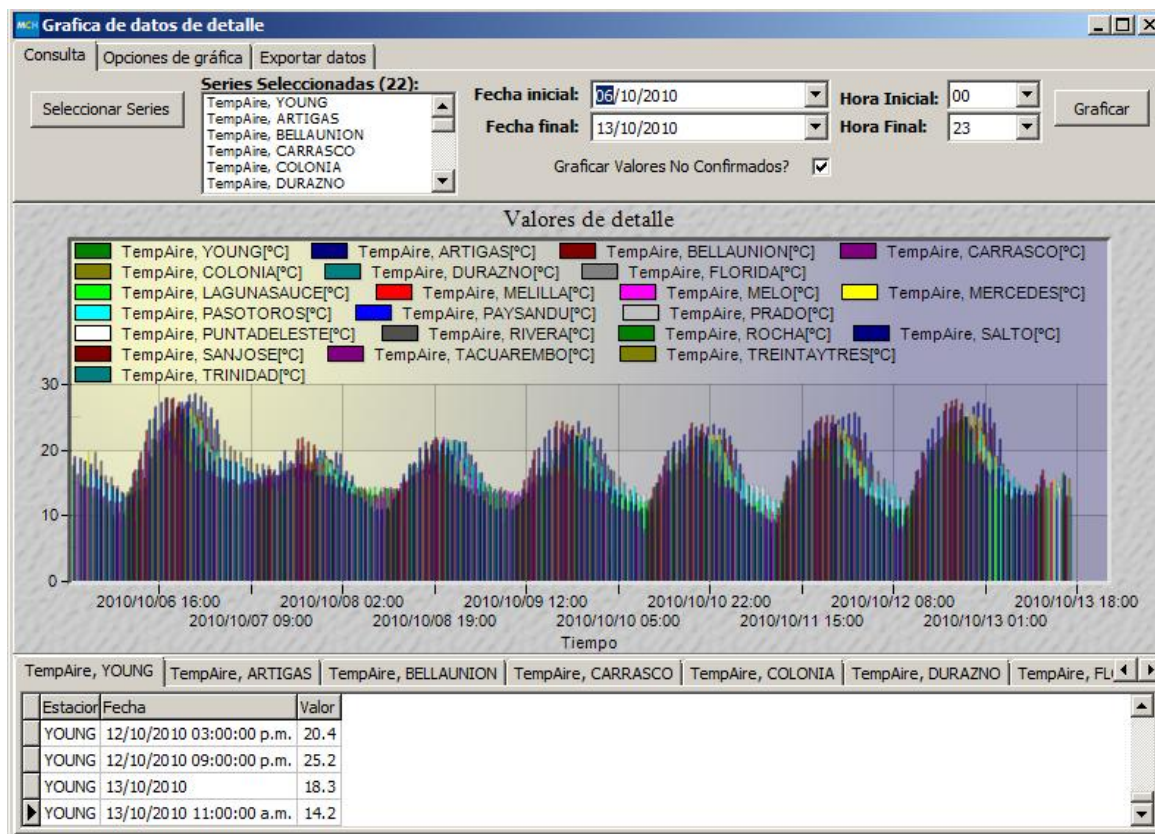 MCH Grafica de datos de detalle
Consulta Opciones de gráfica Exportar datos
Seleccionar Series
Series Seleccionadas (22):
TempAire, YOUNG
TempAire, ARTIGAS
TempAire, BELLAUNION
TempAire, CARRASCO
TempAire, COLONIA
TempAire, DURAZNO
Fecha inicial: 06/10/2010 Hora Inicial: 00
Fecha final: 13/10/2010 Hora Final: 23
Graficar
Graficar Valores No Confirmados?
Valores de detalle
TempAire, YOUNG[ºC] TempAire, ARTIGAS[ºC] TempAire, BELLAUNION[ºC] TempAire, CARRASCO[ºC]
TempAire, COLONIA[ºC] TempAire, DURAZNO[ºC] TempAire, FLORIDA[ºC]
TempAire, LAGUNASAUCE[ºC] TempAire, MELILLA[ºC] TempAire, MELO[ºC] TempAire, MERCEDES[ºC]
TempAire, PASOTOROS[ºC] TempAire, PAYSANDU[ºC] TempAire, PRADO[ºC]
TempAire, PUNTADELESTE[ºC] TempAire, RIVERA[ºC] TempAire, ROCHA[ºC] TempAire, SALTO[ºC]
TempAire, SANJOSE[ºC] TempAire, TACUAREMBO[ºC] TempAire, TREINTAYTRES[ºC]
TempAire, TRINIDAD[ºC]
30
20
10
0
2010/10/06 16:00 2010/10/08 02:00 2010/10/09 12:00 2010/10/10 22:00 2010/10/12 08:00 2010/10/13 18:00
2010/10/07 09:00 2010/10/08 19:00 2010/10/10 05:00 2010/10/11 15:00 2010/10/13 01:00
Tiempo
TempAire, YOUNG TempAire, ARTIGAS TempAire, BELLAUNION TempAire, CARRASCO TempAire, COLONIA TempAire, DURAZNO TempAire, FL
Estacior Fecha Valor
YOUNG 12/10/2010 03:00:00 p.m. 20.4
YOUNG 12/10/2010 09:00:00 p.m. 25.2
YOUNG 13/10/2010 18.3
YOUNG 13/10/2010 11:00:00 a.m. 14.2